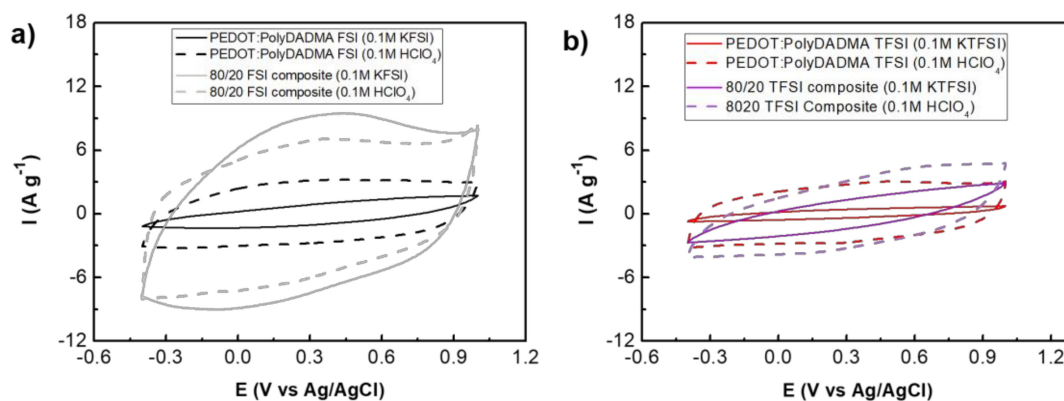 a)
18
12
6
0
-6
-12
I (A g⁻¹)
PEDOT:PolyDADMA FSI (0.1M KFSI)
PEDOT:PolyDADMA FSI (0.1M HClO₄)
80/20 FSI composite (0.1M KFSI)
80/20 FSI composite (0.1M HClO₄)
-0.6 -0.3 0.0 0.3 0.6 0.9 1.2
E (V vs Ag/AgCl)
b)
18
12
6
0
-6
-12
I (A g⁻¹)
PEDOT:PolyDADMA TFSI (0.1M KTFSI)
PEDOT:PolyDADMA TFSI (0.1M HClO₄)
80/20 TFSI composite (0.1M KTFSI)
8020 TFSI Composite (0.1M HClO₄)
-0.6 -0.3 0.0 0.3 0.6 0.9 1.2
E (V vs Ag/AgCl)